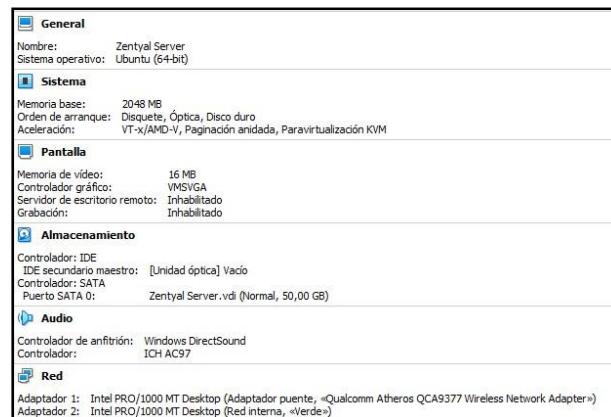 General
Nombre: Zentyal Server
Sistema operativo: Ubuntu (64-bit)
Sistema
Memoria base: 2048 MB
Orden de arranque: Disquete, Óptica, Disco duro
Aceleración: VT-x/AMD-V, Paginación anidada, Paravirtualización KVM
Pantalla
Memoria de vídeo: 16 MB
Controlador gráfico: VMSVGA
Servidor de escritorio remoto: Inhabilitado
Grabación: Inhabilitado
Almacenamiento
Controlador: IDE
IDE secundario maestro: [Unidad óptica] Vacío
Controlador: SATA
Puerto SATA 0: Zentyal Server.vdi (Normal, 50,00 GB)
Audio
Controlador de anfitrión: Windows DirectSound
Controlador: ICH AC97
Red
Adaptador 1: Intel PRO/1000 MT Desktop (Adaptador puente, «Qualcomm Atheros QCA9377 Wireless Network Adapter»)
Adaptador 2: Intel PRO/1000 MT Desktop (Red interna, «Verde»)